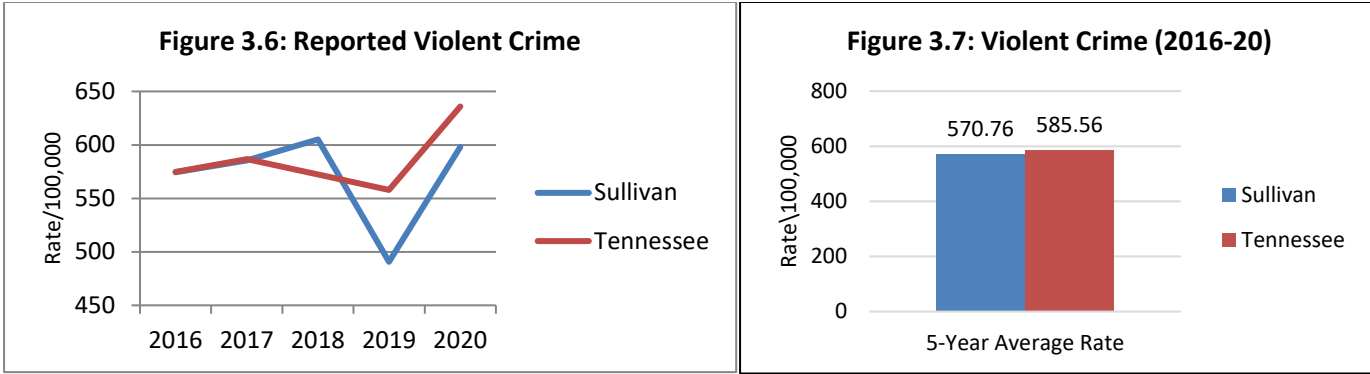 Figure 3.6: Reported Violent Crime
650
600
550
500
450
Rate/100,000
2016 2017 2018 2019 2020
Sullivan
Tennessee
Figure 3.7: Violent Crime (2016-20)
800
600
400
200
0
Rate\100,000
570.76 585.56
5-Year Average Rate
Sullivan
Tennessee